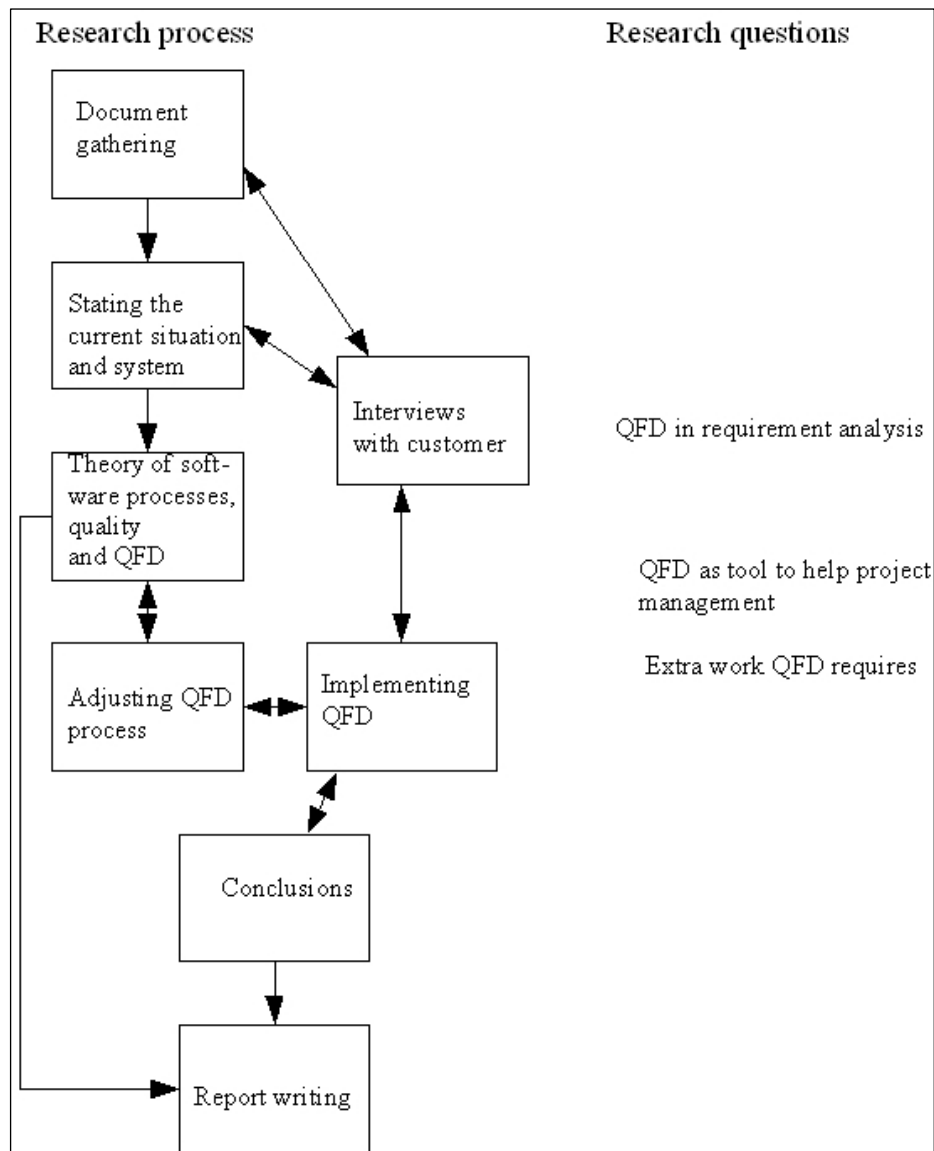 Research process
Research questions
Document
gathering
Stating the
current situation
and system
Interviews
with customer
QFD in requirement analysis
Theory of soft-
ware processes,
quality
and QFD
QFD as tool to help project
management
Extra work QFD requires
Adjusting QFD
process
Implementing
QFD
Conclusions
Report writing